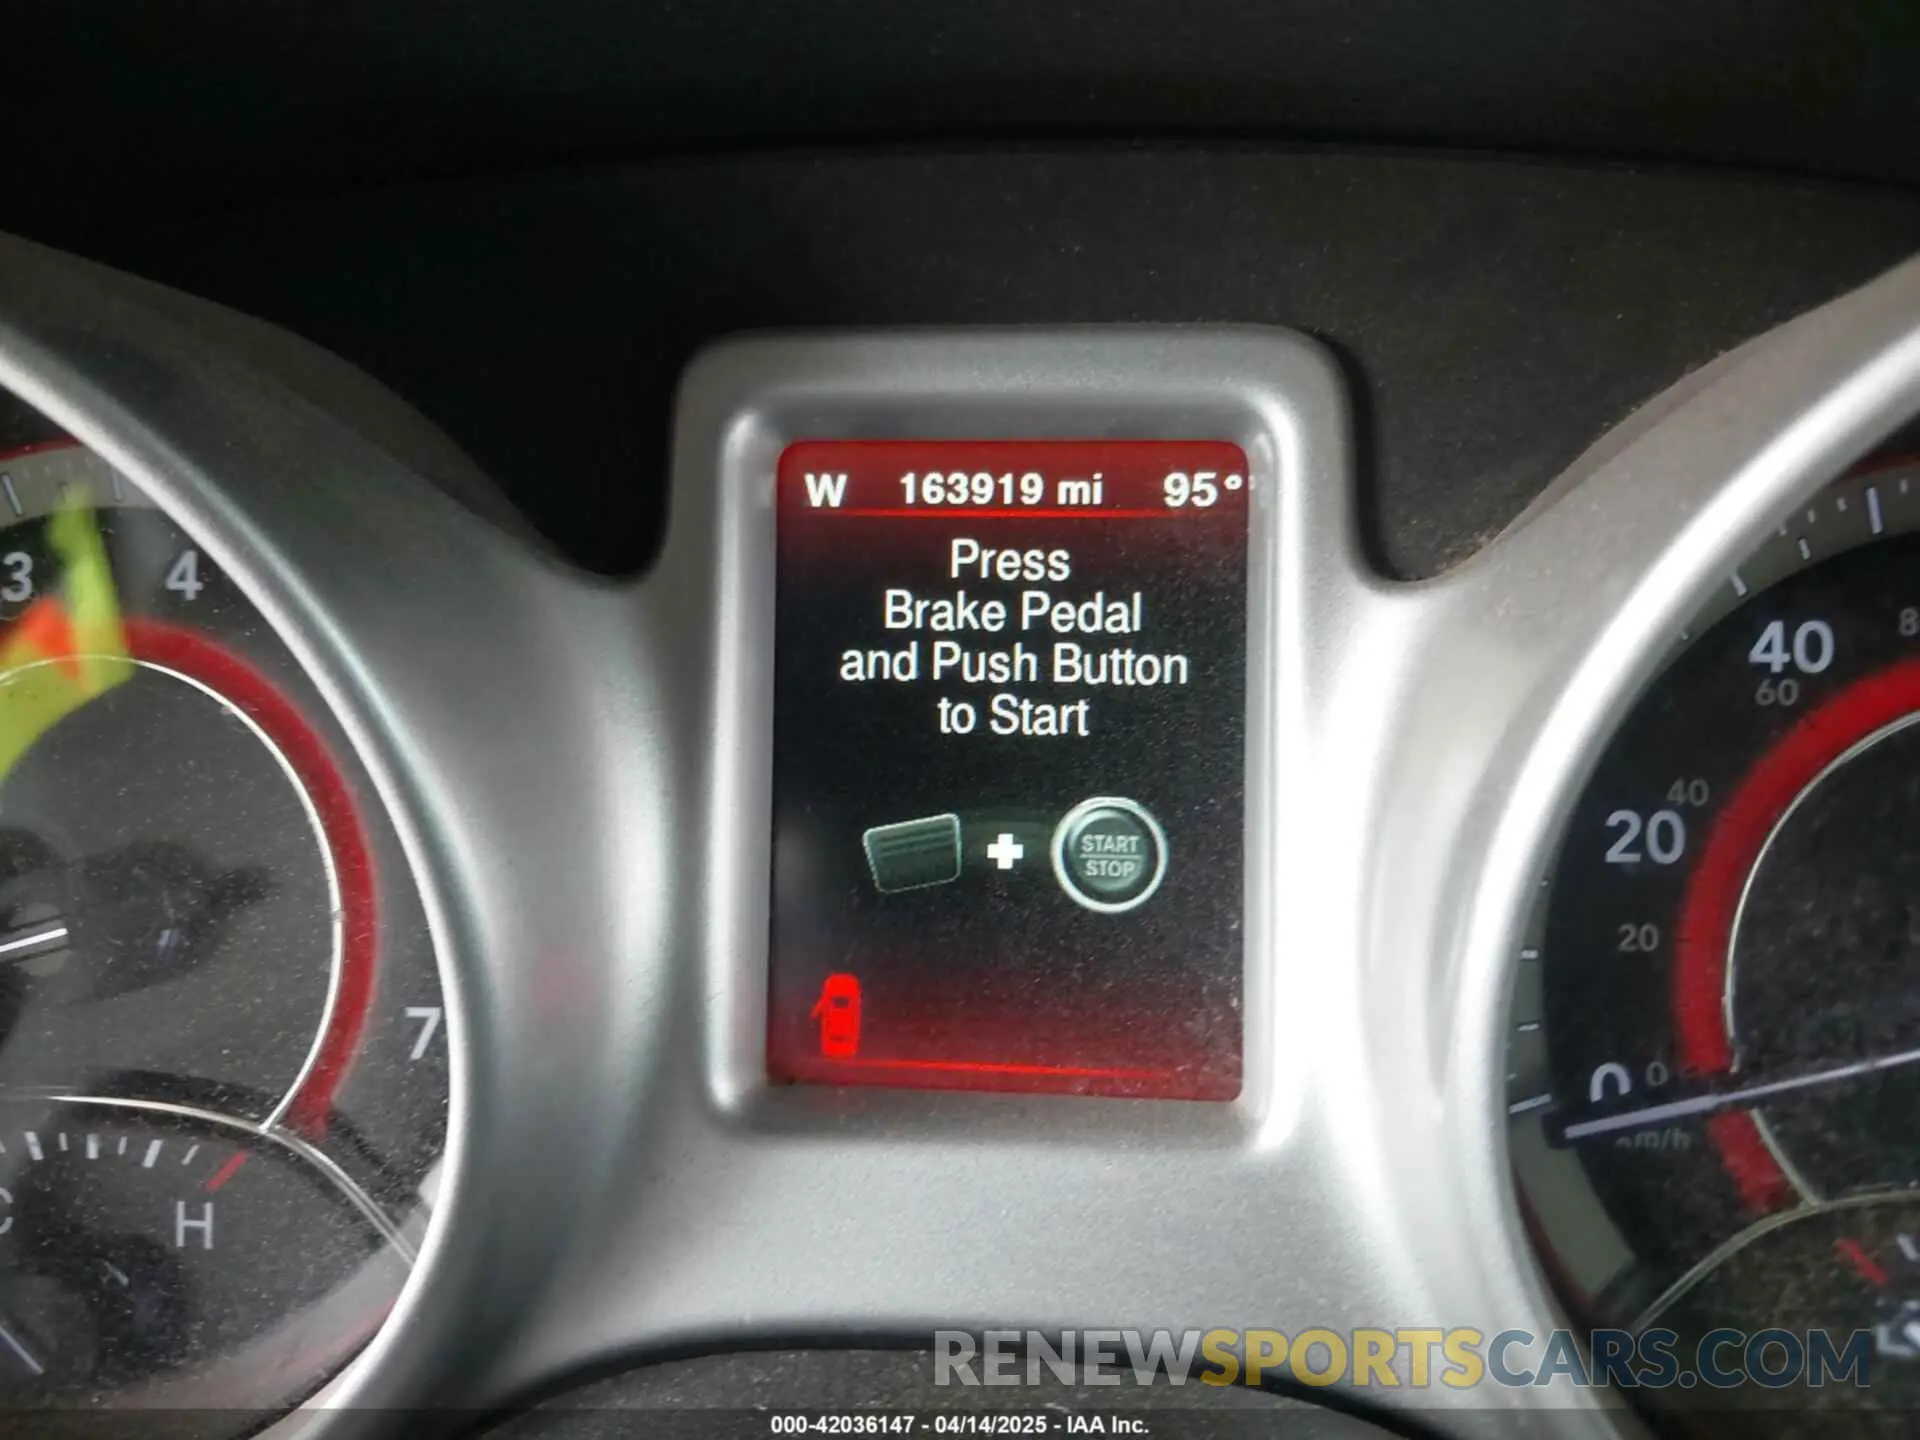 W 163919 mi 95°
Press
Brake Pedal
and Push Button
to Start
START
STOP
3
4
7
H
40
60
40
20
20
0
0
RENEWSPORTSCARS.COM
000-42036147 - 04/14/2025 - IAA Inc.